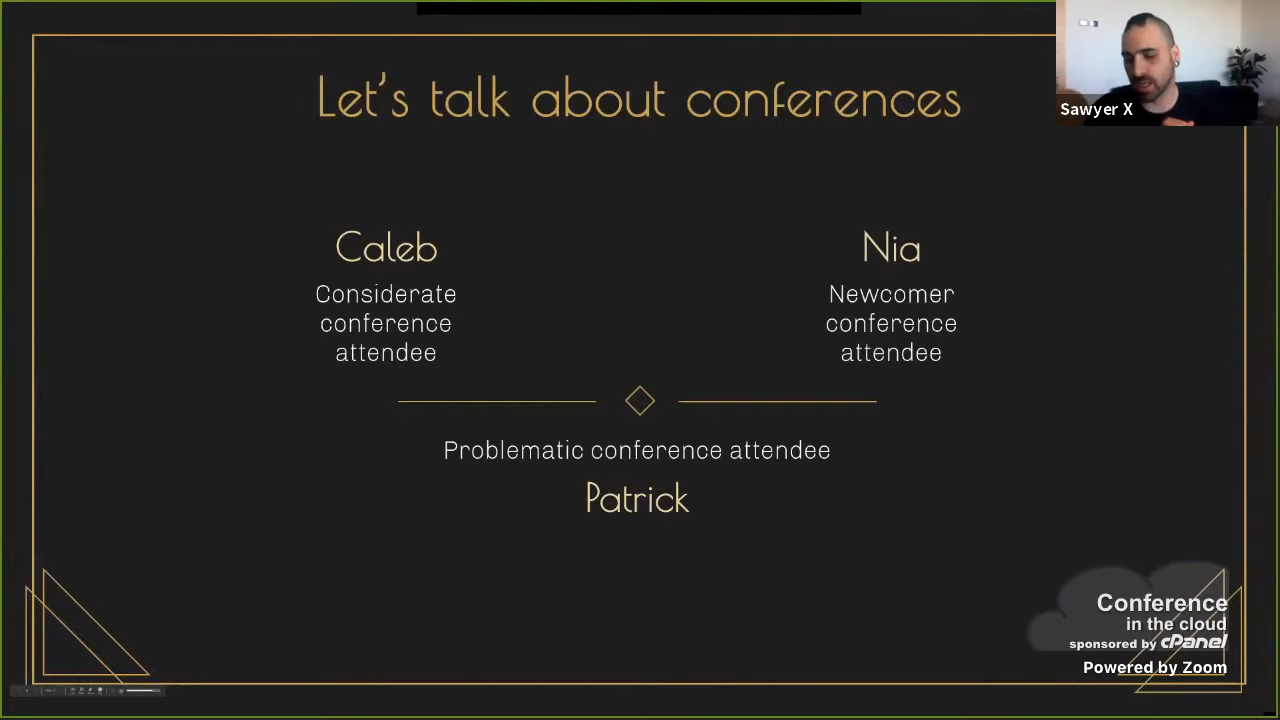 Let's talk about conferences
Sawyer X
Caleb
Considerate
conference
attendee
Nia
Newcomer
conference
attendee
Problematic conference attendee
Patrick
Conference
in the cloud
sponsored by cPanel
Powered by Zoom